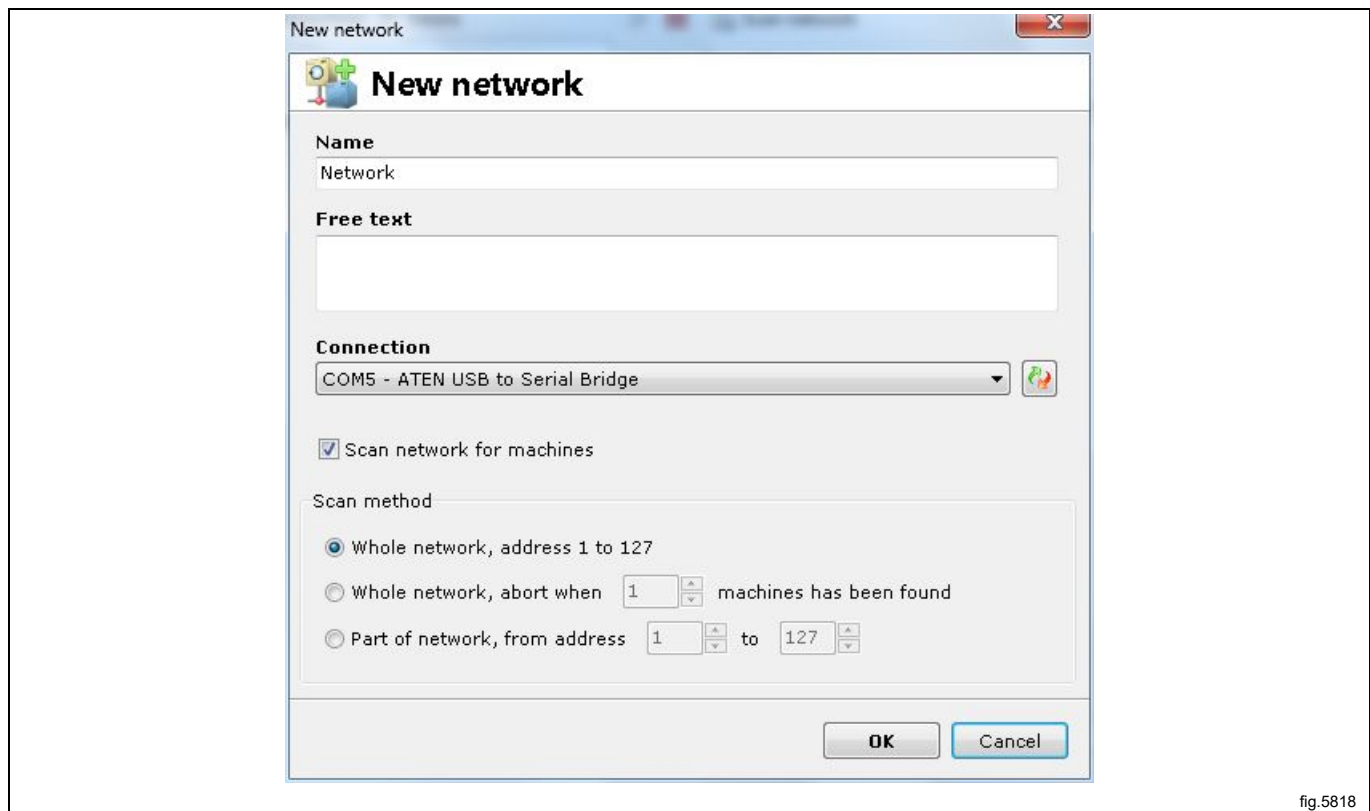 New network
New network
Name
Network
Free text
Connection
COM5 - ATEN USB to Serial Bridge
Scan network for machines
Scan method
Whole network, address 1 to 127
Whole network, abort when 1 machines has been found
Part of network, from address 1 to 127
OK Cancel
fig.5818